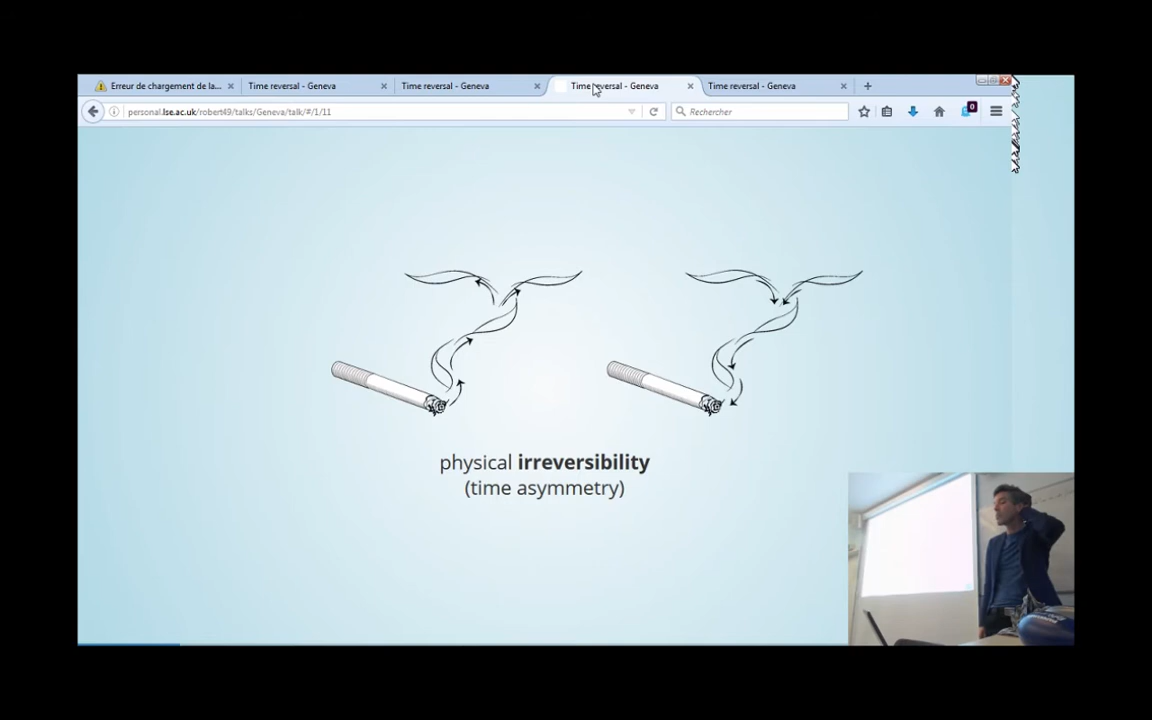 Erreur de chargement de la...
Time reversal - Geneva
Time reversal - Geneva
Time reversal - Geneva
Time reversal - Geneva
personal.lse.ac.uk/robert49/talks/Geneva/talk/#/1/11
Rechercher
0
physical irreversibility
(time asymmetry)